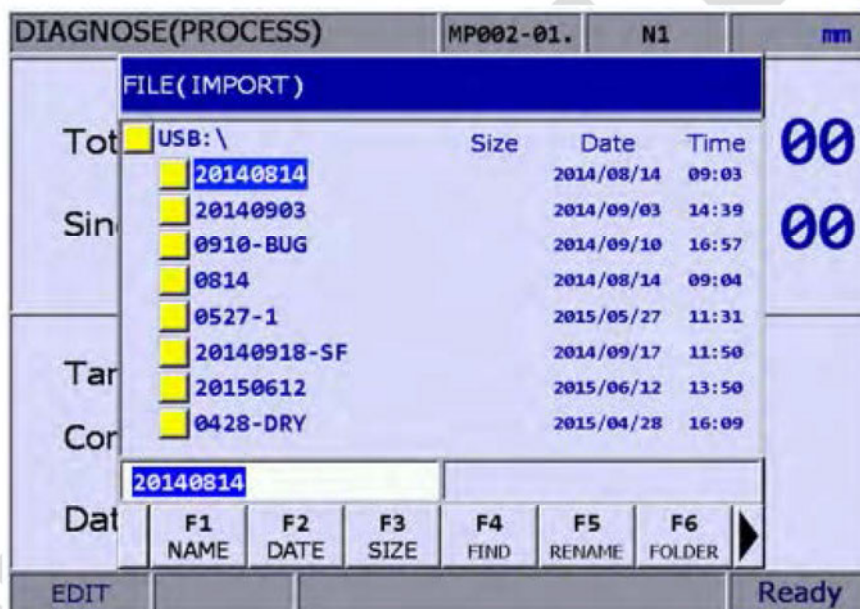 DIAGNOSE(PROCESS) MP002-01. N1 mm
FILE(IMPORT)
USB:\ Size Date Time
20140814 2014/08/14 09:03
20140903 2014/09/03 14:39
0910-BUG 2014/09/10 16:57
0814 2014/08/14 09:04
0527-1 2015/05/27 11:31
20140918-SF 2014/09/17 11:50
20150612 2015/06/12 13:50
0428-DRY 2015/04/28 16:09
Tot 00
Sin 00
Tar
Cor
Dat
20140814
F1 F2 F3 F4 F5 F6
NAME DATE SIZE FIND RENAME FOLDER
EDIT Ready